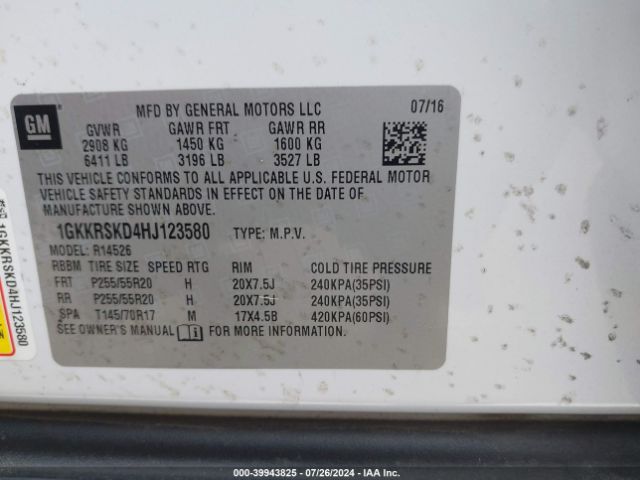 GM
MFD BY GENERAL MOTORS LLC 07/16
GVWR GAWR FRT GAWR RR
2908 KG 1450 KG 1600 KG
6411 LB 3196 LB 3527 LB
THIS VEHICLE CONFORMS TO ALL APPLICABLE U.S. FEDERAL MOTOR
VEHICLE SAFETY STANDARDS IN EFFECT ON THE DATE OF
MANUFACTURE SHOWN ABOVE.
1GKKRSKD4HJ123580 TYPE: M.P.V.
MODEL: R14526
RBBM TIRE SIZE SPEED RTG RIM COLD TIRE PRESSURE
FRT P255/55R20 H 20X7.5J 240KPA(35PSI)
RR P255/55R20 H 20X7.5J 240KPA(35PSI)
SPA T145/70R17 M 17X4.5B 420KPA(60PSI)
SEE OWNER'S MANUAL FOR MORE INFORMATION.
1GKKRSKD4HJ123580
000-39943825 - 07/26/2024 - IAA Inc.